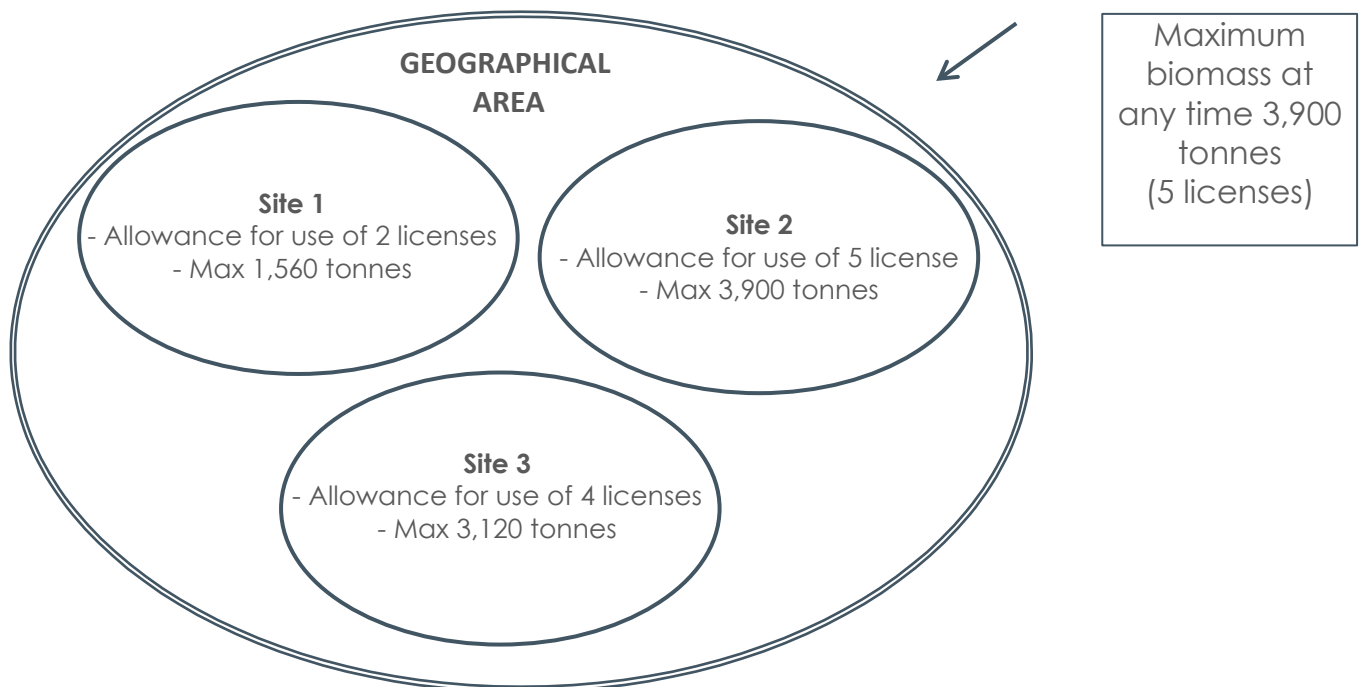 GEOGRAPHICAL
AREA
Maximum
biomass at
any time 3,900
tonnes
(5 licenses)
Site 1
- Allowance for use of 2 licenses
- Max 1,560 tonnes
Site 2
- Allowance for use of 5 license
- Max 3,900 tonnes
Site 3
- Allowance for use of 4 licenses
- Max 3,120 tonnes